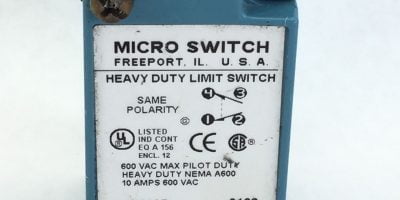 MICRO SWITCH
FREEPORT, IL. U. S. A.
HEAVY DUTY LIMIT SWITCH
SAME
POLARITY
4 3
1 2
UL
LISTED
IND CONT
EQ A 156
ENCL. 12
CE
600 VAC MAX PILOT DUTY
HEAVY DUTY NEMA A600
10 AMPS 600 VAC